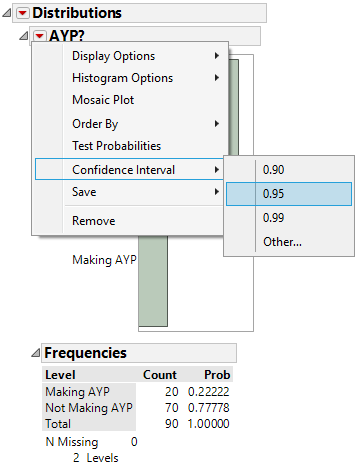 Distributions
AYP?
Display Options
Histogram Options
Mosaic Plot
Order By
Test Probabilities
Confidence Interval
Save
Remove
0.90
0.95
0.99
Other...
Making AYP
Frequencies
Level Count Prob
Making AYP 20 0.22222
Not Making AYP 70 0.77778
Total 90 1.00000
N Missing 0
2 Levels